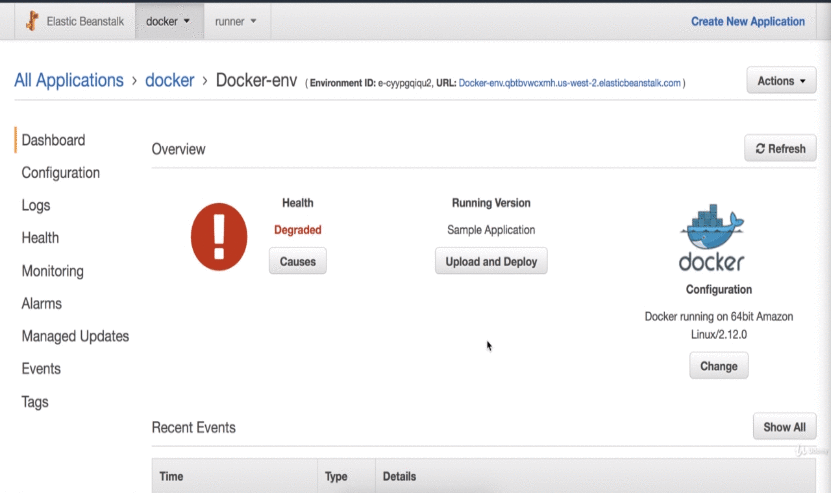 Elastic Beanstalk docker runner Create New Application
All Applications > docker > Docker-env ( Environment ID: e-cyypgqiqu2, URL: Docker-env.qbtbvwcxmh.us-west-2.elasticbeanstalk.com ) Actions
Dashboard
Configuration
Logs
Health
Monitoring
Alarms
Managed Updates
Events
Tags
Overview Refresh
Health
Degraded
Causes
Running Version
Sample Application
Upload and Deploy
docker
Configuration
Docker running on 64bit Amazon
Linux/2.12.0
Change
Recent Events Show All
Time Type Details